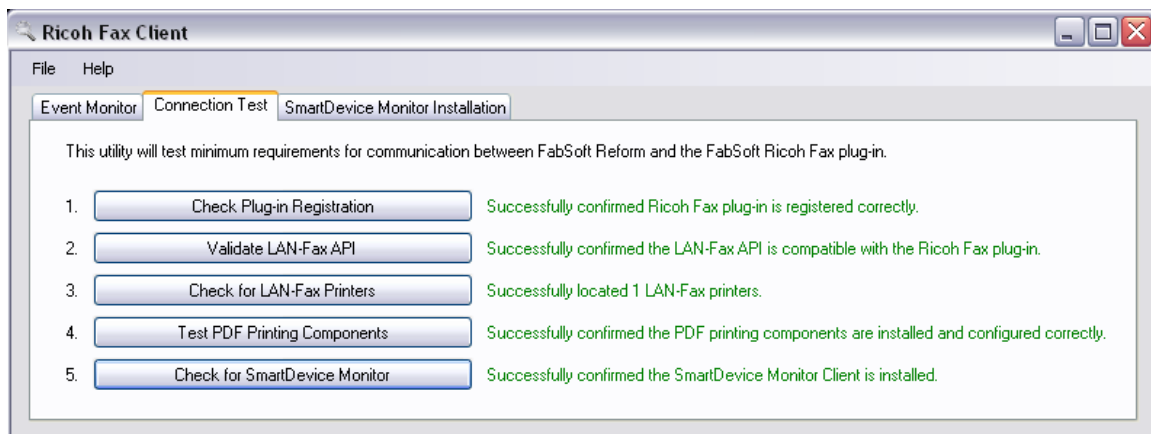 Ricoh Fax Client
File Help
Event Monitor Connection Test SmartDevice Monitor Installation
This utility will test minimum requirements for communication between FabSoft Reform and the FabSoft Ricoh Fax plug-in.
1. Check Plug-in Registration Successfully confirmed Ricoh Fax plug-in is registered correctly.
2. Validate LAN-Fax API Successfully confirmed the LAN-Fax API is compatible with the Ricoh Fax plug-in.
3. Check for LAN-Fax Printers Successfully located 1 LAN-Fax printers.
4. Test PDF Printing Components Successfully confirmed the PDF printing components are installed and configured correctly.
5. Check for SmartDevice Monitor Successfully confirmed the SmartDevice Monitor Client is installed.